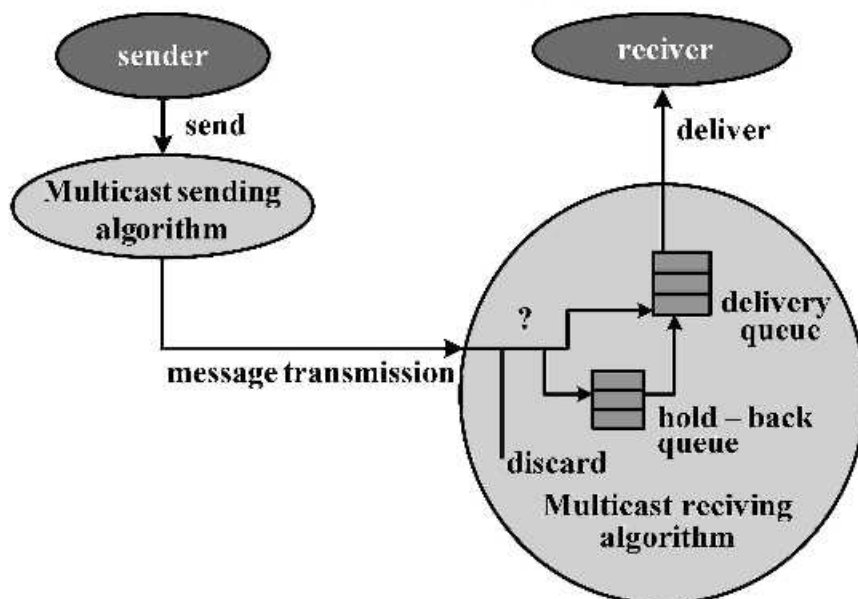 sender
reciver
send
deliver
Multicast sending
algorithm
?
delivery
queue
message transmission
hold – back
queue
discard
Multicast reciving
algorithm